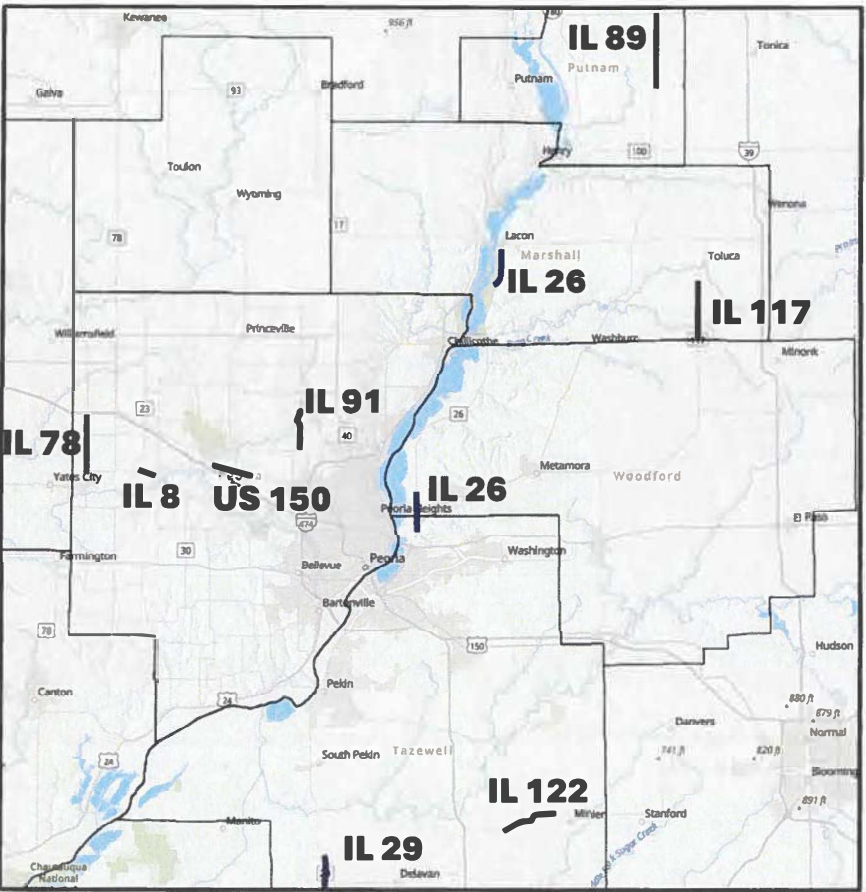 Kewanee
856 ft
IL 89
Putnam
Tonica
Putnam
Galva
93
Bradford
Henry
100
39
Toulon
Wyoming
Wenona
78
17
Lacon
Marshall
Toluca
IL 26
IL 117
Williamsfield
Princeville
Chillicothe
Washburn
Minonk
IL 91
23
40
26
IL 78
Yates City
IL 8
US 150
IL 26
Metamora
Woodford
Peoria Heights
474
El Paso
Farmington
30
Bellevue
Peoria
Washington
Bartonville
78
150
Hudson
Canton
24
Pekin
880 ft
879 ft
Danvers
Normal
24
South Pekin
Tazewell
741 ft
820 ft
Blooming
IL 122
891 ft
Minier
Stanford
Manito
IL 29
Chautauqua
National
Delavan